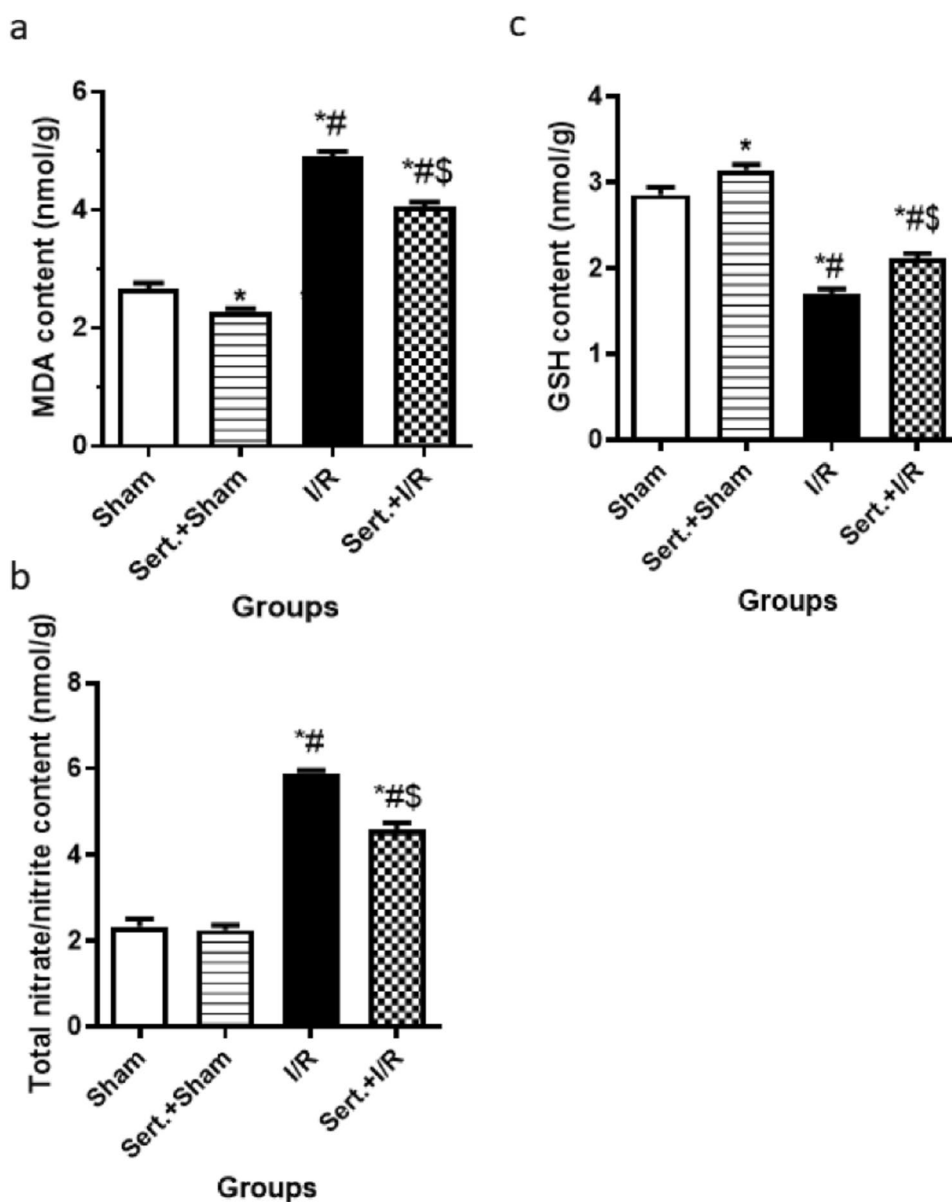 a
MDA content (nmol/g)
6
4
2
0
*
*#
*#$
Sham
Sert.+Sham
I/R
Sert.+I/R
Groups
c
GSH content (nmol/g)
4
3
2
1
0
*
*#
*#$
Sham
Sert.+Sham
I/R
Sert.+I/R
Groups
b
Total nitrate/nitrite content (nmol/g)
8
6
4
2
0
*#
*#$
Sham
Sert.+Sham
I/R
Sert.+I/R
Groups